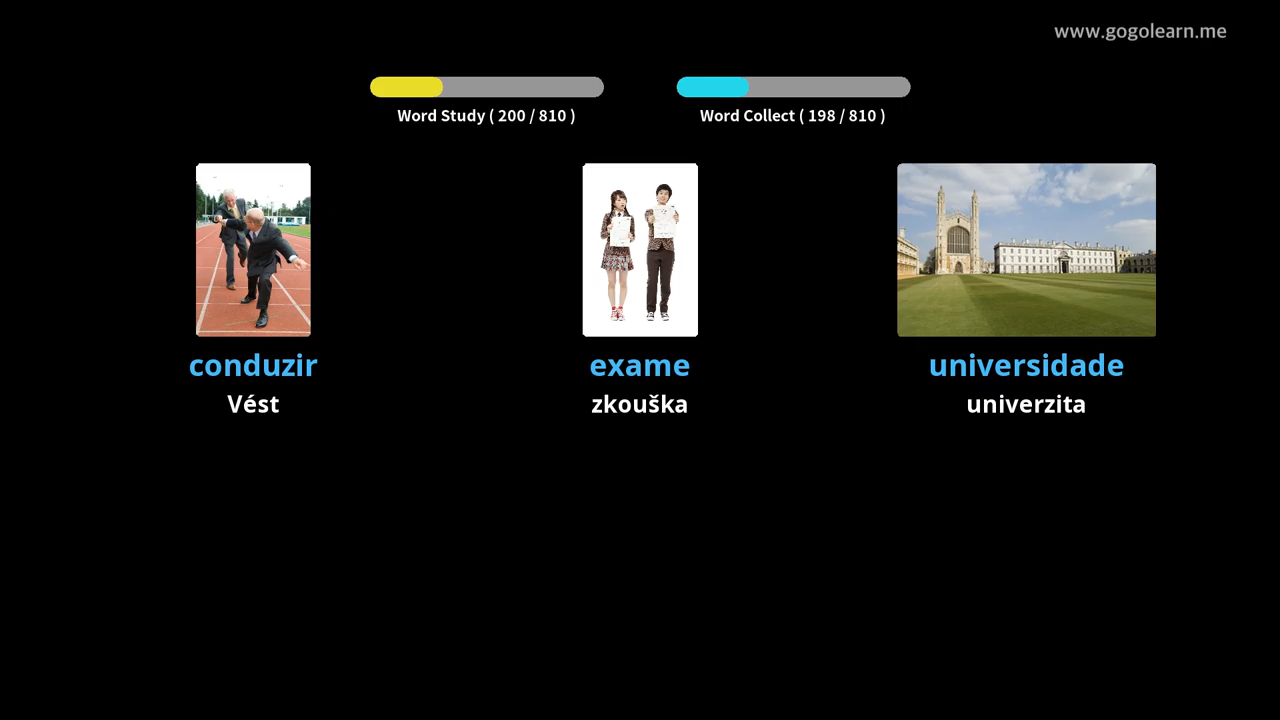 www.gogolearn.me
Word Study ( 200 / 810 )
Word Collect ( 198 / 810 )
conduzir
Vést
exame
zkouška
universidade
univerzita